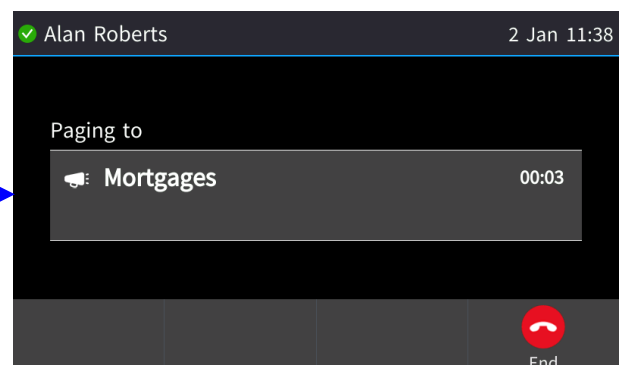 Alan Roberts 2 Jan 11:38
Paging to
Mortgages 00:03
End